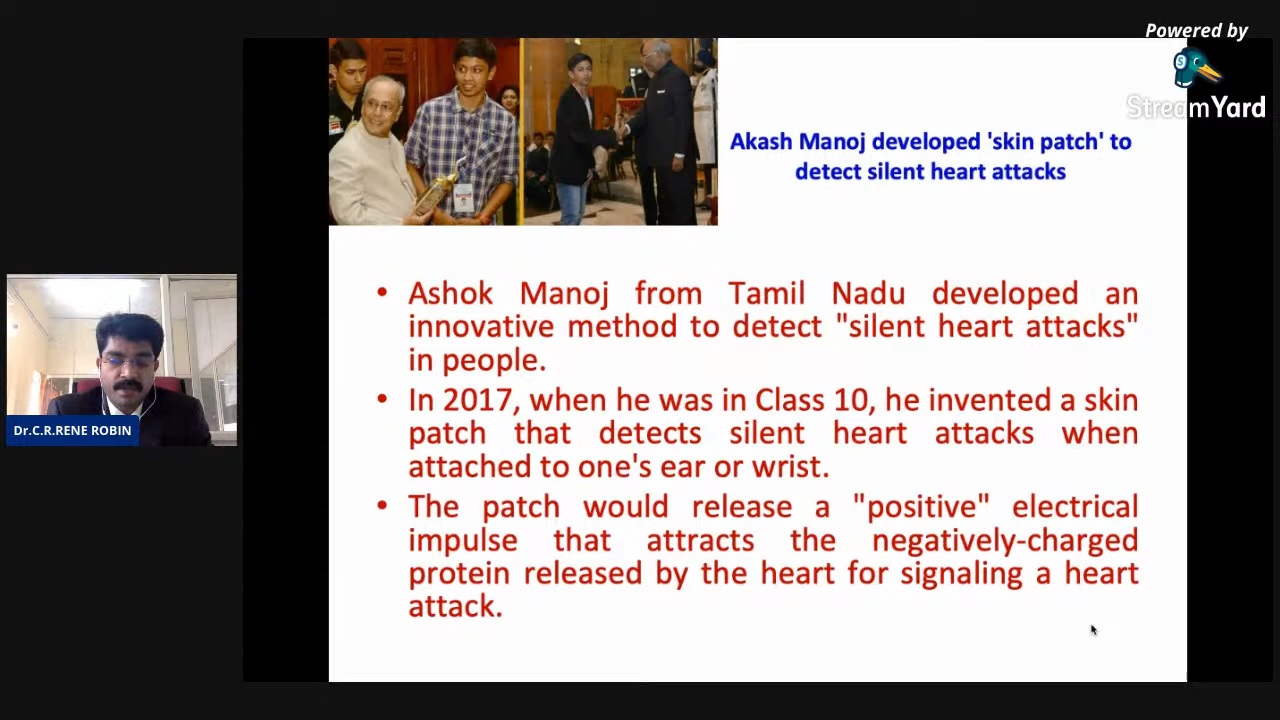 Powered by
StreamYard
Akash Manoj developed 'skin patch' to
detect silent heart attacks
• Ashok Manoj from Tamil Nadu developed an
innovative method to detect "silent heart attacks"
in people.
• In 2017, when he was in Class 10, he invented a skin
patch that detects silent heart attacks when
attached to one's ear or wrist.
• The patch would release a "positive" electrical
impulse that attracts the negatively-charged
protein released by the heart for signaling a heart
attack.
Dr.C.R.RENE ROBIN